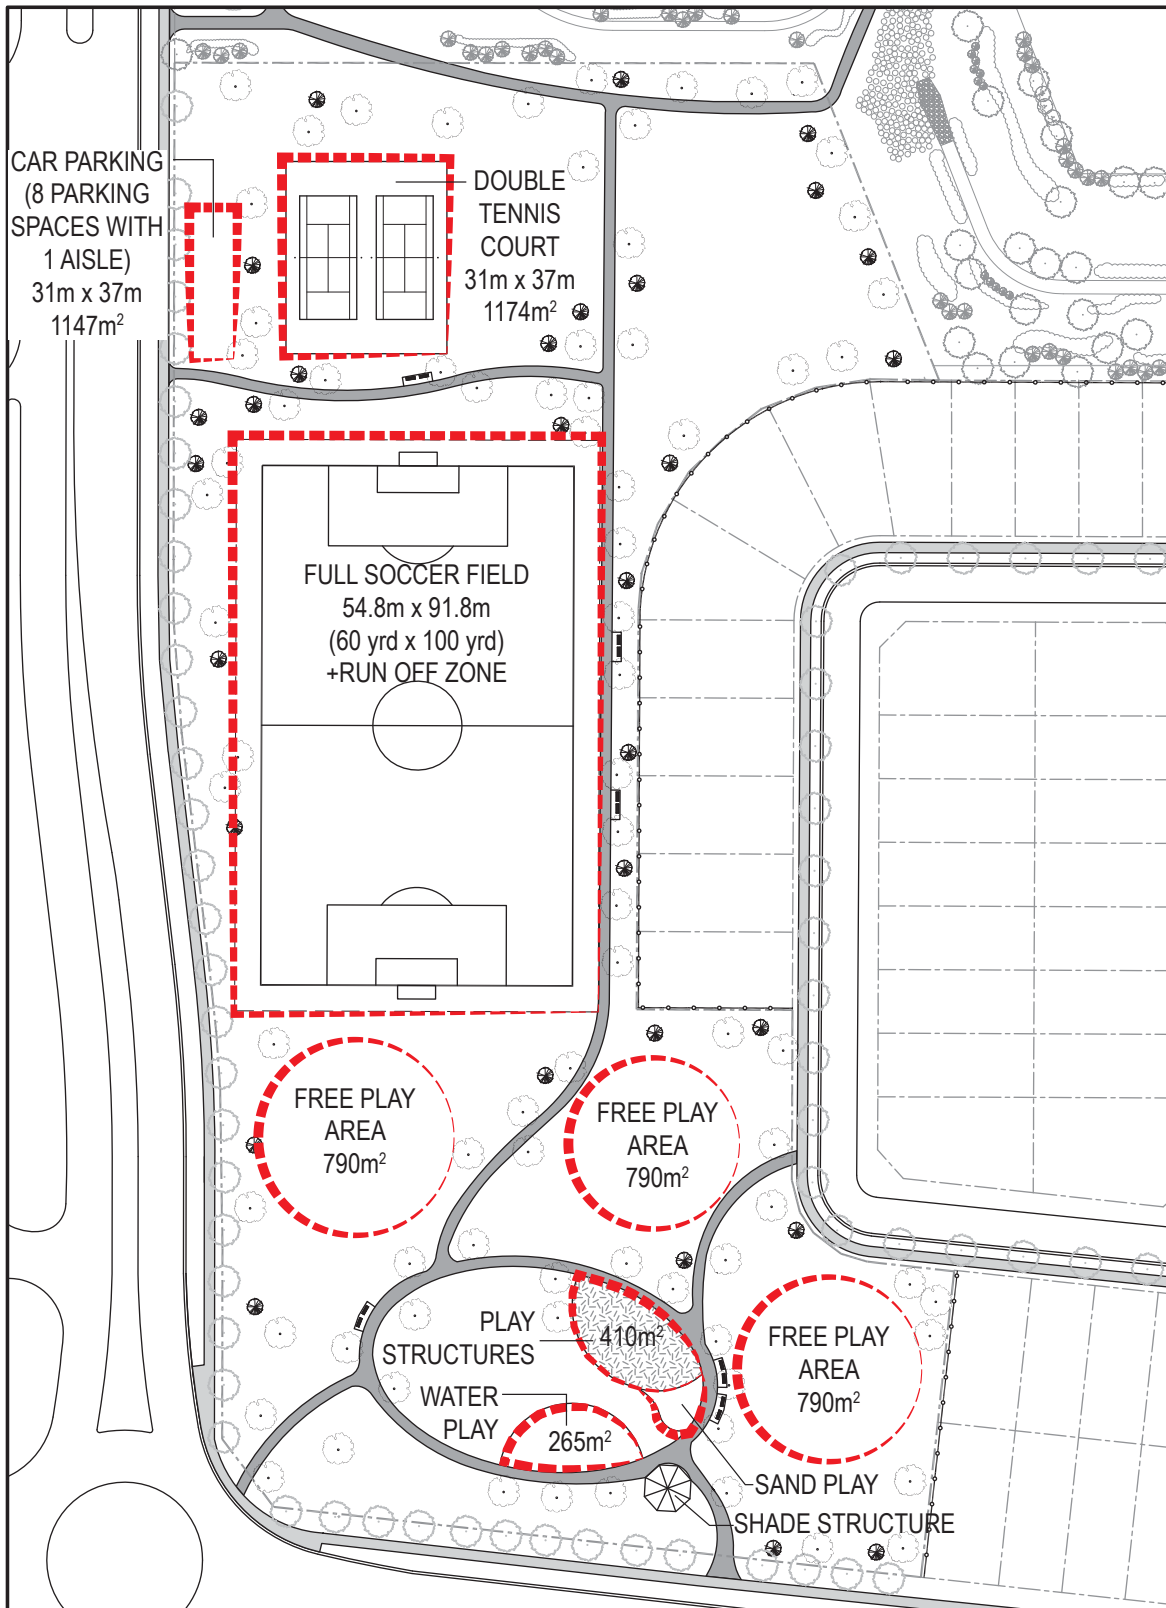 CAR PARKING
(8 PARKING
SPACES WITH
1 AISLE)
31m x 37m
1147m²
DOUBLE
TENNIS
COURT
31m x 37m
1174m²
FULL SOCCER FIELD
54.8m x 91.8m
(60 yrd x 100 yrd)
+RUN OFF ZONE
FREE PLAY
AREA
790m²
FREE PLAY
AREA
790m²
PLAY
STRUCTURES
410m²
FREE PLAY
AREA
790m²
WATER
PLAY
265m²
SAND PLAY
SHADE STRUCTURE